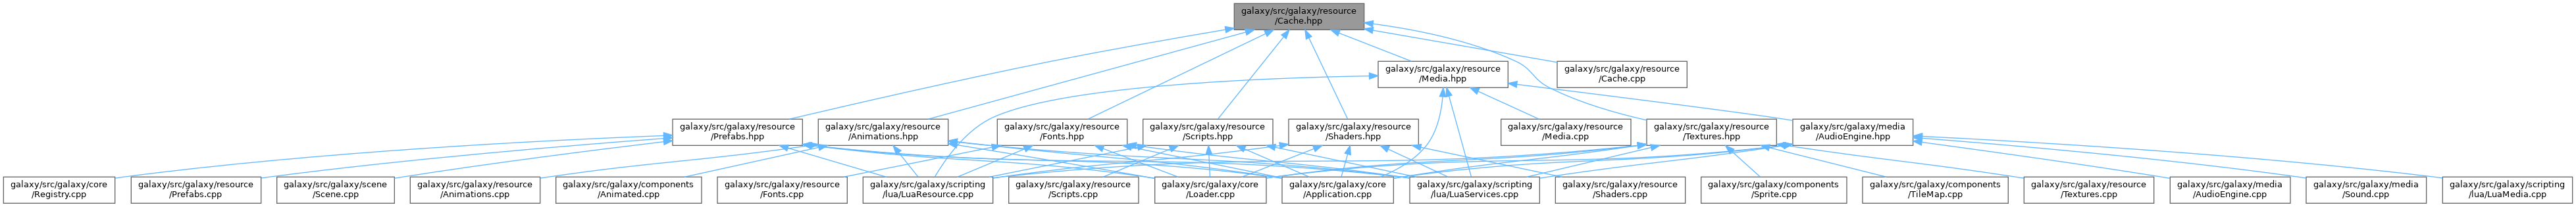 galaxy/src/galaxy/resource
/Cache.hpp
galaxy/src/galaxy/resource
/Media.hpp
galaxy/src/galaxy/resource
/Cache.cpp
galaxy/src/galaxy/resource
/Prefabs.hpp
galaxy/src/galaxy/resource
/Animations.hpp
galaxy/src/galaxy/resource
/Fonts.hpp
galaxy/src/galaxy/resource
/Scripts.hpp
galaxy/src/galaxy/resource
/Shaders.hpp
galaxy/src/galaxy/resource
/Media.cpp
galaxy/src/galaxy/resource
/Textures.hpp
galaxy/src/galaxy/media
/AudioEngine.hpp
galaxy/src/galaxy/core
/Registry.cpp
galaxy/src/galaxy/resource
/Prefabs.cpp
galaxy/src/galaxy/scene
/Scene.cpp
galaxy/src/galaxy/resource
/Animations.cpp
galaxy/src/galaxy/components
/Animated.cpp
galaxy/src/galaxy/resource
/Fonts.cpp
galaxy/src/galaxy/scripting
/lua/LuaResource.cpp
galaxy/src/galaxy/resource
/Scripts.cpp
galaxy/src/galaxy/core
/Loader.cpp
galaxy/src/galaxy/core
/Application.cpp
galaxy/src/galaxy/scripting
/lua/LuaServices.cpp
galaxy/src/galaxy/resource
/Shaders.cpp
galaxy/src/galaxy/components
/Sprite.cpp
galaxy/src/galaxy/components
/TileMap.cpp
galaxy/src/galaxy/resource
/Textures.cpp
galaxy/src/galaxy/media
/AudioEngine.cpp
galaxy/src/galaxy/media
/Sound.cpp
galaxy/src/galaxy/scripting
/lua/LuaMedia.cpp